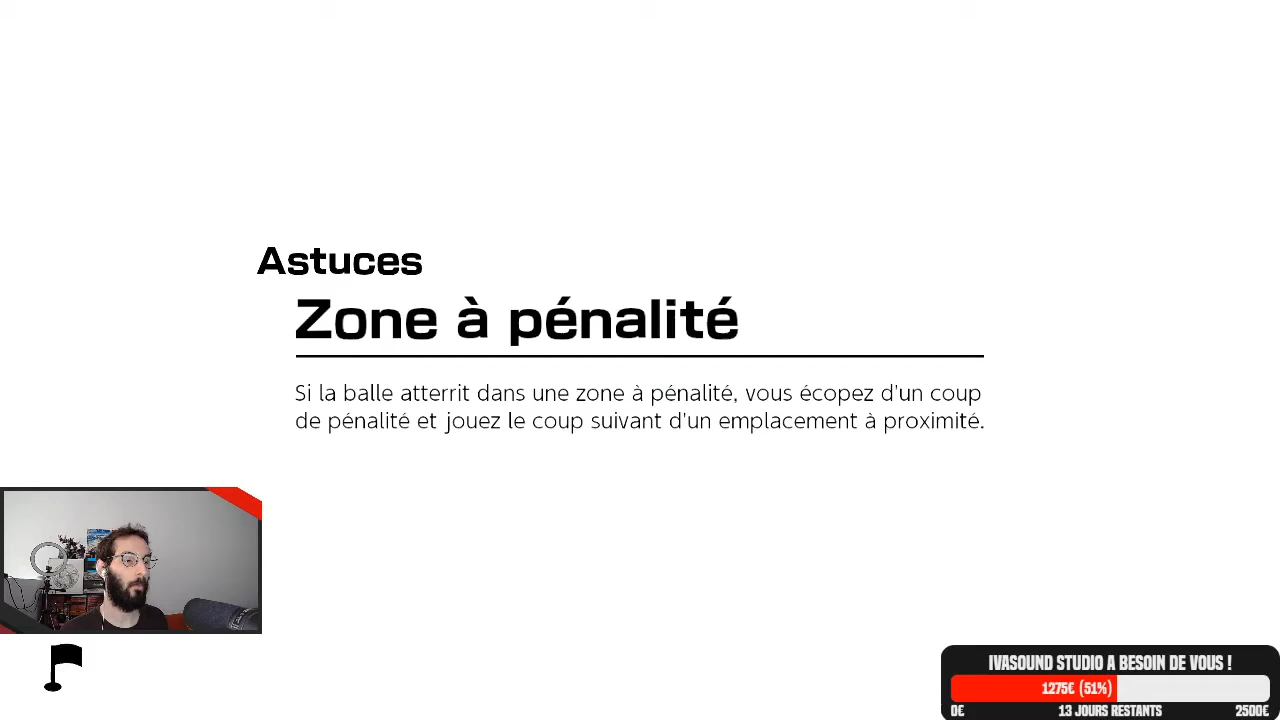 Astuces
Zone à pénalité
Si la balle atterrit dans une zone à pénalité, vous écopez d'un coup
de pénalité et jouez le coup suivant d'un emplacement à proximité.
IVASOUND STUDIO A BESOIN DE VOUS !
1275€ (51%)
0€ 13 JOURS RESTANTS 2500€